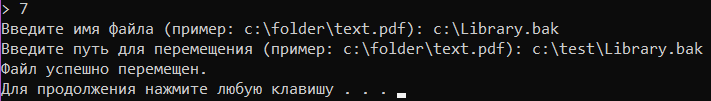 > 7
Введите имя файла (пример: c:\folder\text.pdf): c:\Library.bak
Введите путь для перемещения (пример: c:\folder\text.pdf): c:\test\Library.bak
Файл успешно перемещен.
Для продолжения нажмите любую клавишу . . .